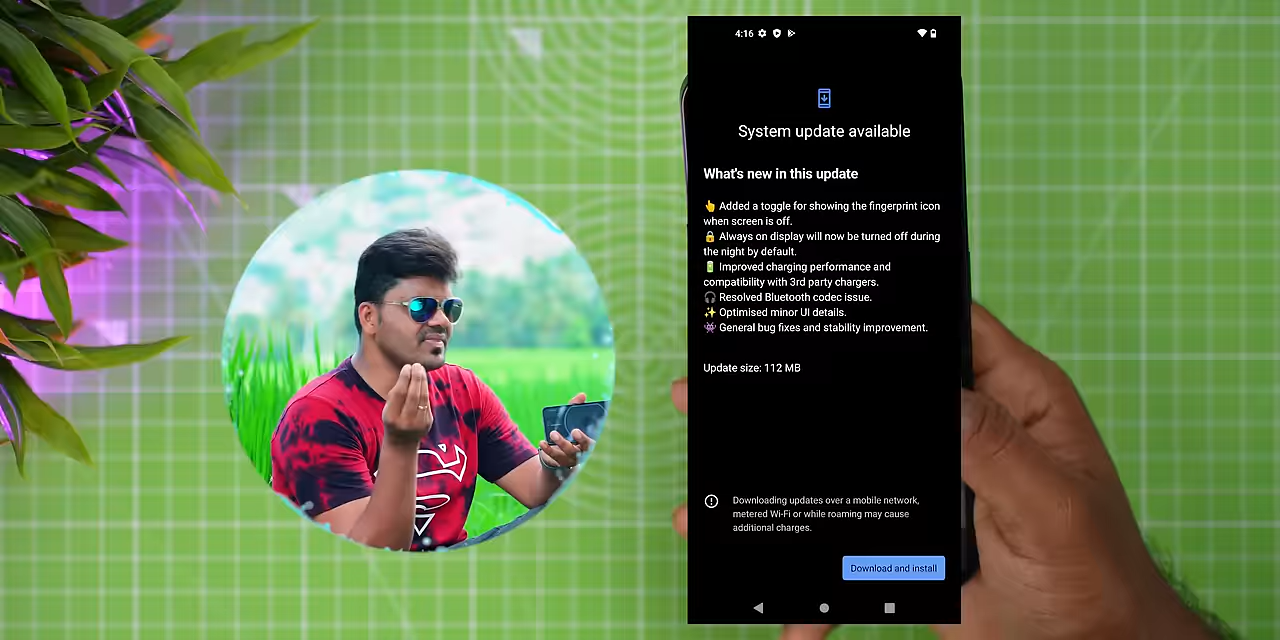 4:16
System update available
What's new in this update
👆 Added a toggle for showing the fingerprint icon
when screen is off.
🔒 Always on display will now be turned off during
the night by default.
🔋 Improved charging performance and
compatibility with 3rd party chargers.
🎧 Resolved Bluetooth codec issue.
✨ Optimised minor UI details.
👾 General bug fixes and stability improvement.
Update size: 112 MB
Downloading updates over a mobile network,
metered Wi-Fi or while roaming may cause
additional charges.
Download and install